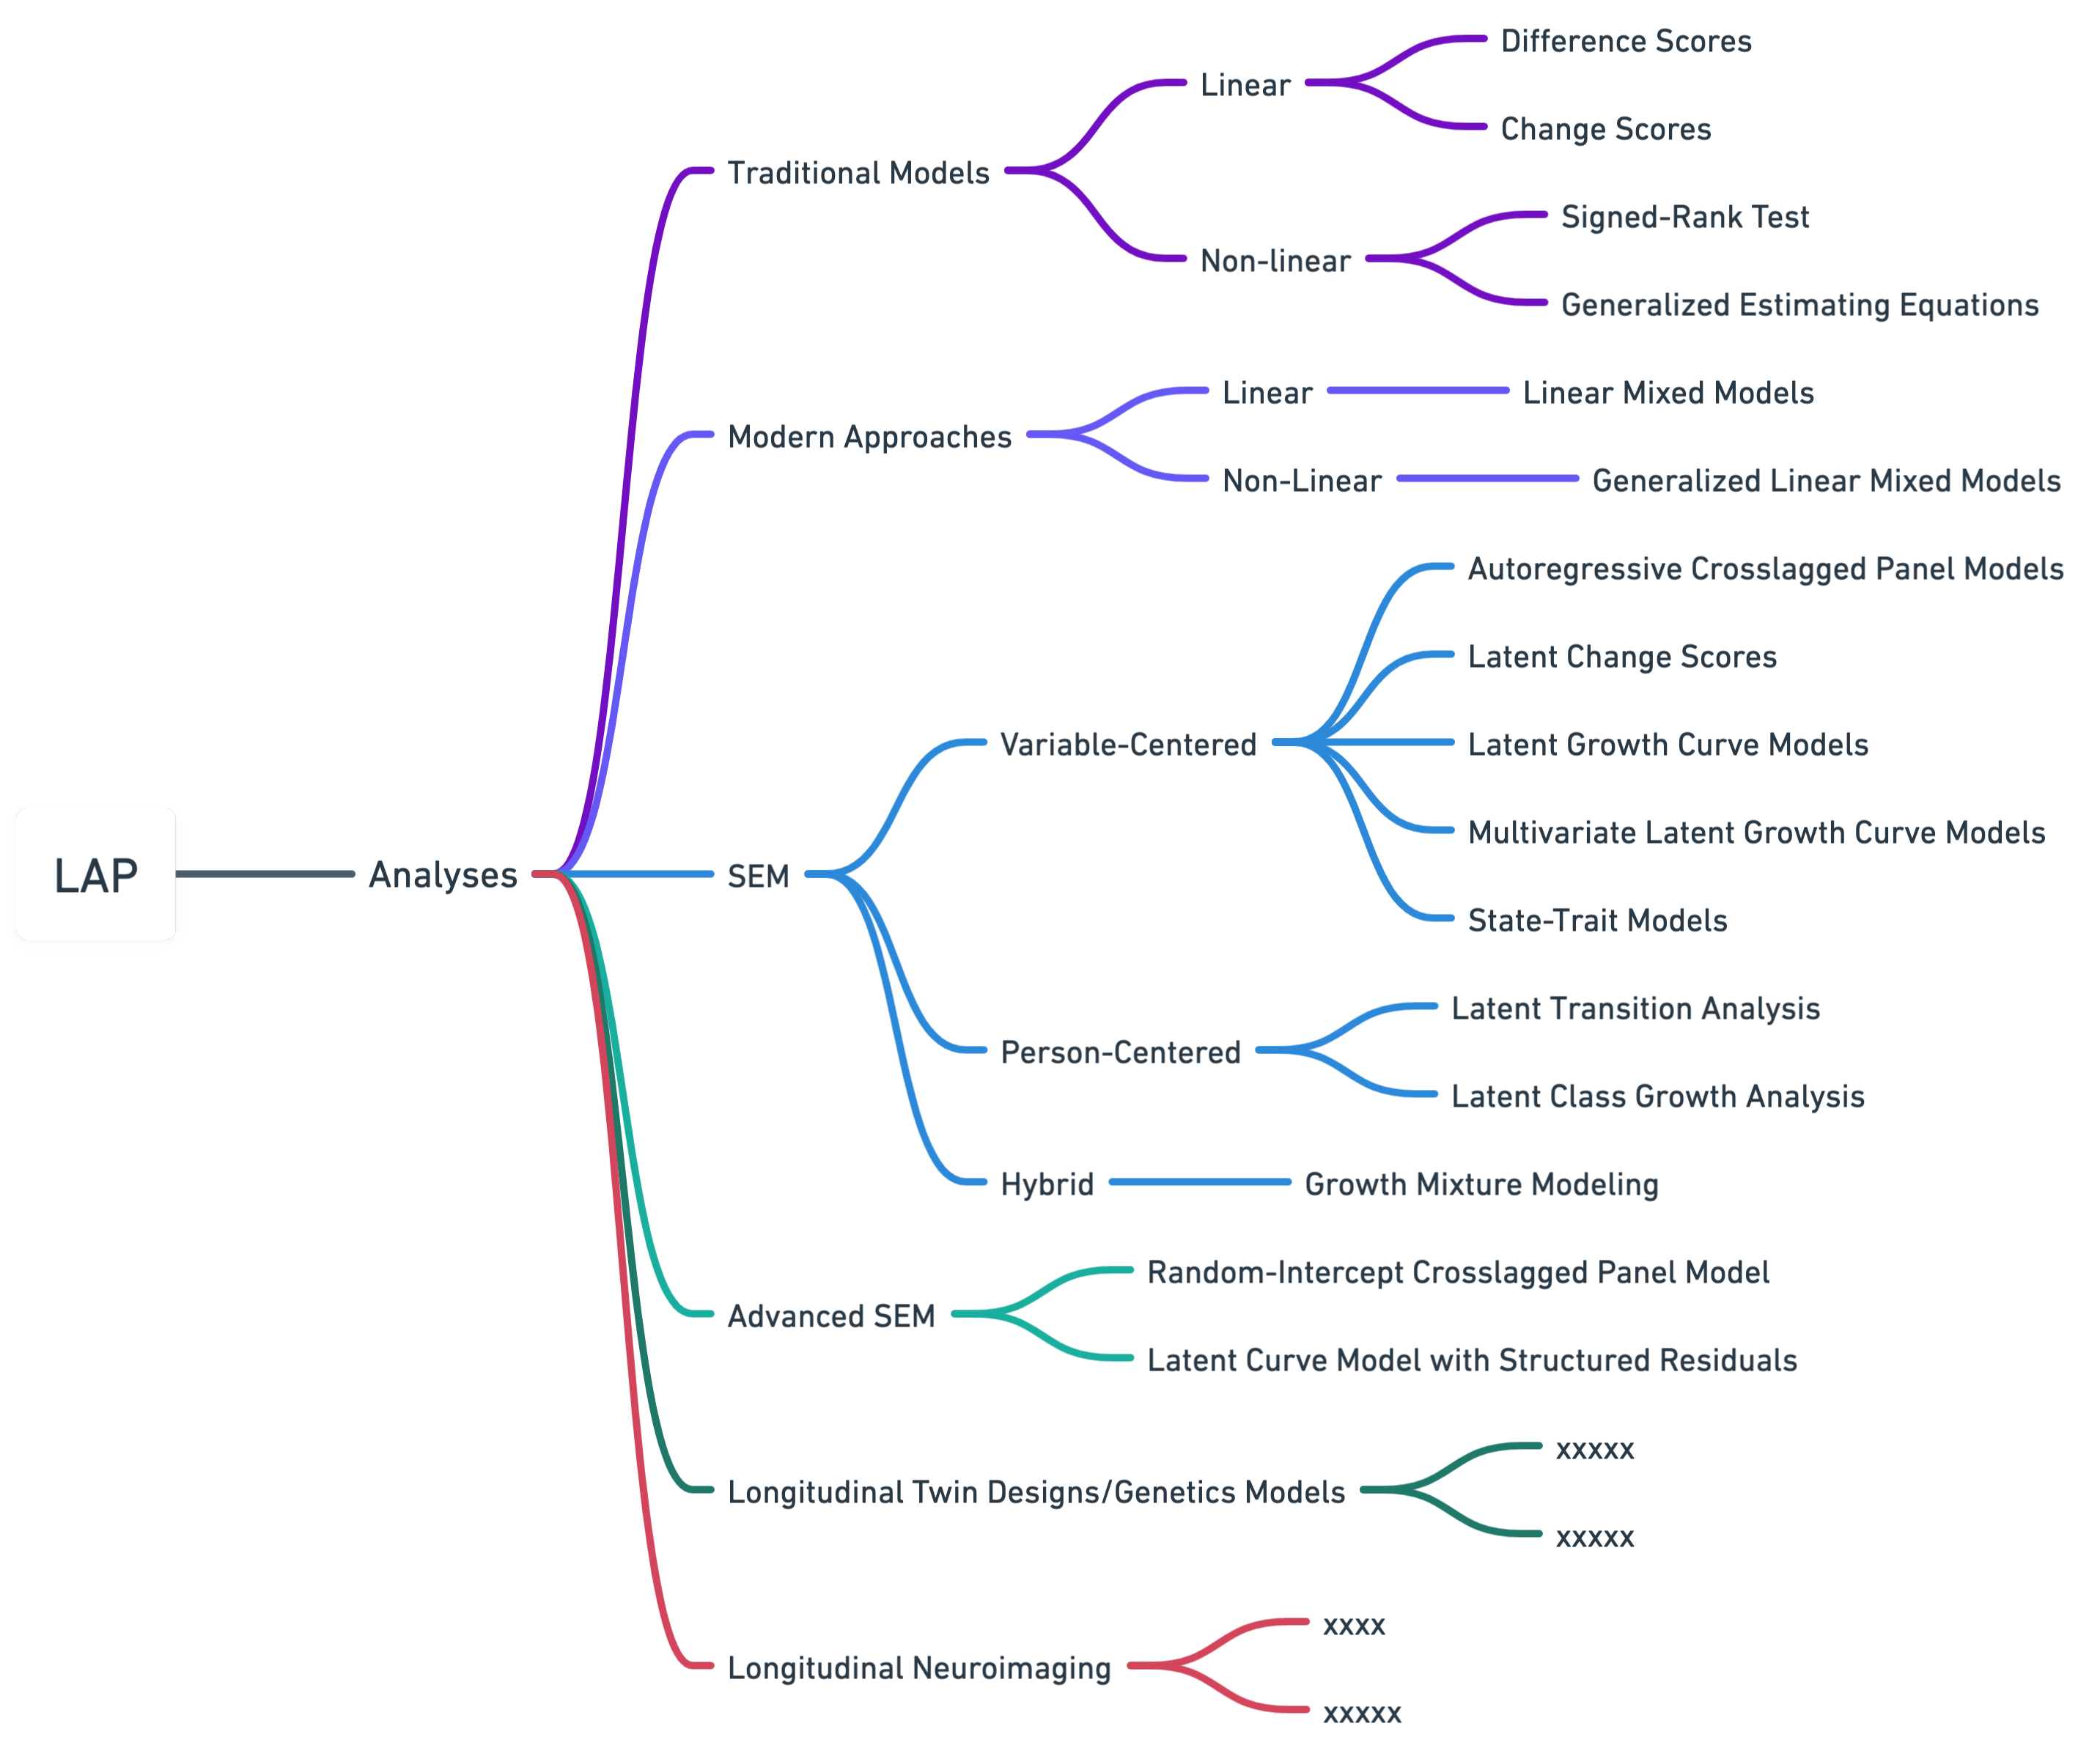 LAP
Analyses
Traditional Models
Linear
Difference Scores
Change Scores
Non-linear
Signed-Rank Test
Generalized Estimating Equations
Modern Approaches
Linear
Linear Mixed Models
Non-Linear
Generalized Linear Mixed Models
SEM
Variable-Centered
Autoregressive Crosslagged Panel Models
Latent Change Scores
Latent Growth Curve Models
Multivariate Latent Growth Curve Models
State-Trait Models
Person-Centered
Latent Transition Analysis
Latent Class Growth Analysis
Hybrid
Growth Mixture Modeling
Advanced SEM
Random-Intercept Crosslagged Panel Model
Latent Curve Model with Structured Residuals
Longitudinal Twin Designs/Genetics Models
xxxxx
xxxxx
Longitudinal Neuroimaging
xxxx
xxxxx